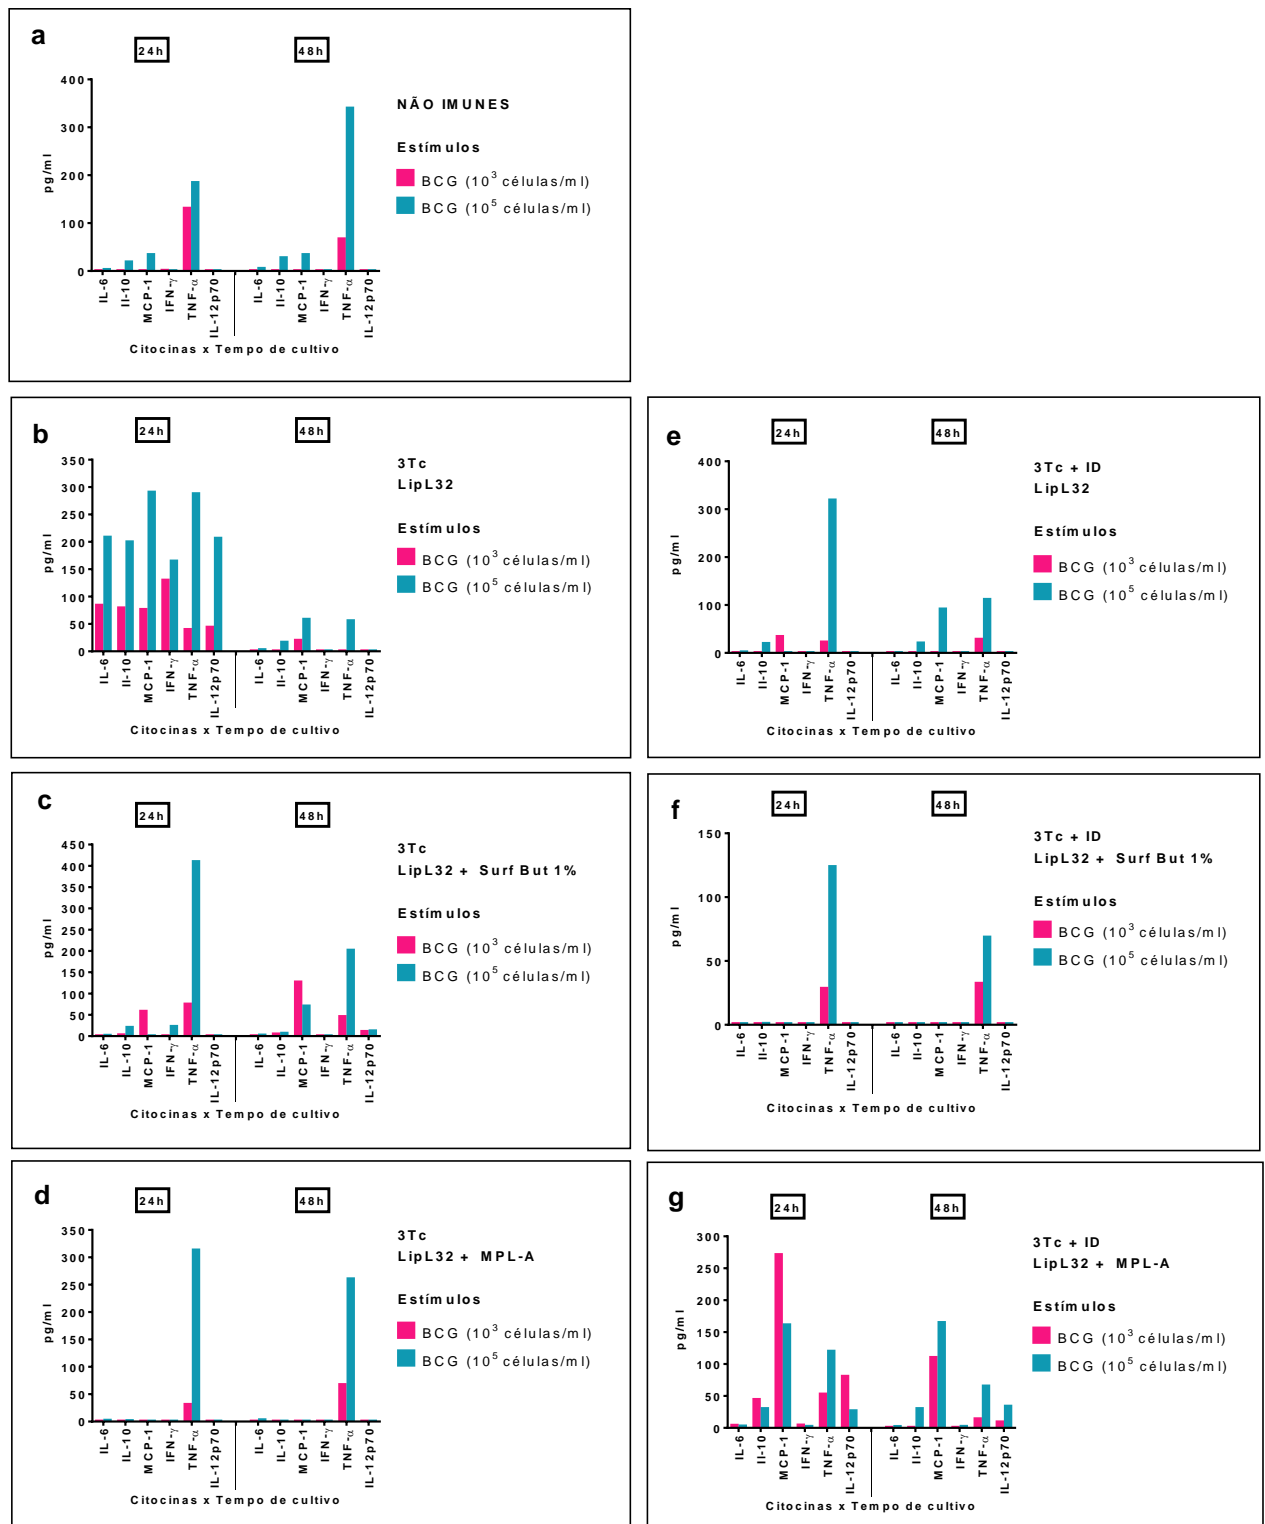 a
24h
48h
400
300
200
100
0
pg/ml
IL-6
Il-10
MCP-1
IFN-γ
TNF-α
IL-12p70
IL-6
Il-10
MCP-1
IFN-γ
TNF-α
IL-12p70
Citocinas x Tempo de cultivo
NÃO IMUNES
Estímulos
BCG (10³ células/ml)
BCG (10⁵ células/ml)
b
24h
48h
350
300
250
200
150
100
50
0
pg/ml
IL-6
Il-10
MCP-1
IFN-γ
TNF-α
IL-12p70
IL-6
Il-10
MCP-1
IFN-γ
TNF-α
IL-12p70
Citocinas x Tempo de cultivo
3Tc
LipL32
Estímulos
BCG (10³ células/ml)
BCG (10⁵ células/ml)
e
24h
48h
400
300
200
100
0
pg/ml
IL-6
Il-10
MCP-1
IFN-γ
TNF-α
IL-12p70
IL-6
Il-10
MCP-1
IFN-γ
TNF-α
IL-12p70
Citocinas x Tempo de cultivo
3Tc + ID
LipL32
Estímulos
BCG (10³ células/ml)
BCG (10⁵ células/ml)
c
24h
48h
450
400
350
300
250
200
150
100
50
0
pg/ml
IL-6
IL-10
MCP-1
IFN-γ
TNF-α
IL-12p70
IL-6
IL-10
MCP-1
IFN-γ
TNF-α
IL-12p70
Citocinas x Tempo de cultivo
3Tc
LipL32 + Surf But 1%
Estímulos
BCG (10³ células/ml)
BCG (10⁵ células/ml)
f
24h
48h
150
100
50
0
pg/ml
IL-6
Il-10
MCP-1
IFN-γ
TNF-α
IL-12p70
IL-6
Il-10
MCP-1
IFN-γ
TNF-α
IL-12p70
Citocinas x Tempo de cultivo
3Tc + ID
LipL32 + Surf But 1%
Estímulos
BCG (10³ células/ml)
BCG (10⁵ células/ml)
d
24h
48h
350
300
250
200
150
100
50
0
pg/ml
IL-6
IL-10
MCP-1
IFN-γ
TNF-α
IL-12p70
IL-6
IL-10
MCP-1
IFN-γ
TNF-α
IL-12p70
Citocinas x Tempo de cultivo
3Tc
LipL32 + MPL-A
Estímulos
BCG (10³ células/ml)
BCG (10⁵ células/ml)
g
24h
48h
300
250
200
150
100
50
0
pg/ml
IL-6
Il-10
MCP-1
IFN-γ
TNF-α
IL-12p70
IL-6
Il-10
MCP-1
IFN-γ
TNF-α
IL-12p70
Citocinas x Tempo de cultivo
3Tc + ID
LipL32 + MPL-A
Estímulos
BCG (10³ células/ml)
BCG (10⁵ células/ml)